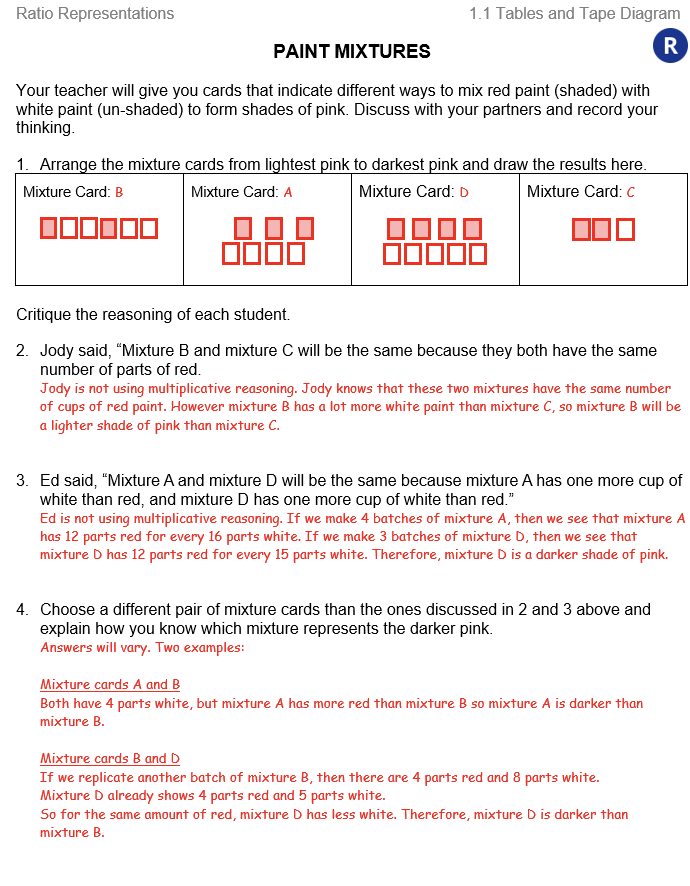 Ratio Representations
1.1 Tables and Tape Diagram
R
PAINT MIXTURES
Your teacher will give you cards that indicate different ways to mix red paint (shaded) with
white paint (un-shaded) to form shades of pink. Discuss with your partners and record your
thinking.
1. Arrange the mixture cards from lightest pink to darkest pink and draw the results here.
Mixture Card: B
Mixture Card: A
Mixture Card: D
Mixture Card: C
Critique the reasoning of each student.
2. Jody said, “Mixture B and mixture C will be the same because they both have the same
number of parts of red.
Jody is not using multiplicative reasoning. Jody knows that these two mixtures have the same number
of cups of red paint. However mixture B has a lot more white paint than mixture C, so mixture B will be
a lighter shade of pink than mixture C.
3. Ed said, “Mixture A and mixture D will be the same because mixture A has one more cup of
white than red, and mixture D has one more cup of white than red.”
Ed is not using multiplicative reasoning. If we make 4 batches of mixture A, then we see that mixture A
has 12 parts red for every 16 parts white. If we make 3 batches of mixture D, then we see that
mixture D has 12 parts red for every 15 parts white. Therefore, mixture D is a darker shade of pink.
4. Choose a different pair of mixture cards than the ones discussed in 2 and 3 above and
explain how you know which mixture represents the darker pink.
Answers will vary. Two examples:
Mixture cards A and B
Both have 4 parts white, but mixture A has more red than mixture B so mixture A is darker than
mixture B.
Mixture cards B and D
If we replicate another batch of mixture B, then there are 4 parts red and 8 parts white.
Mixture D already shows 4 parts red and 5 parts white.
So for the same amount of red, mixture D has less white. Therefore, mixture D is darker than
mixture B.